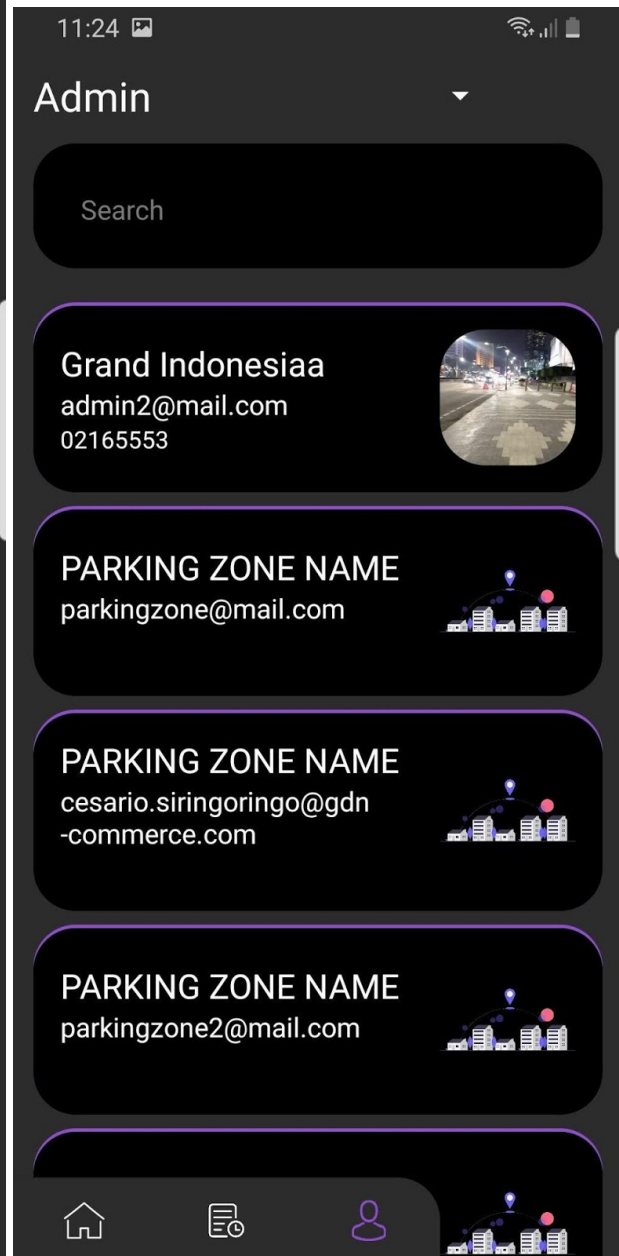 11:24
Admin
Search
Grand Indonesiaa
admin2@mail.com
02165553
PARKING ZONE NAME
parkingzone@mail.com
PARKING ZONE NAME
cesario.siringoringo@gdn
-commerce.com
PARKING ZONE NAME
parkingzone2@mail.com